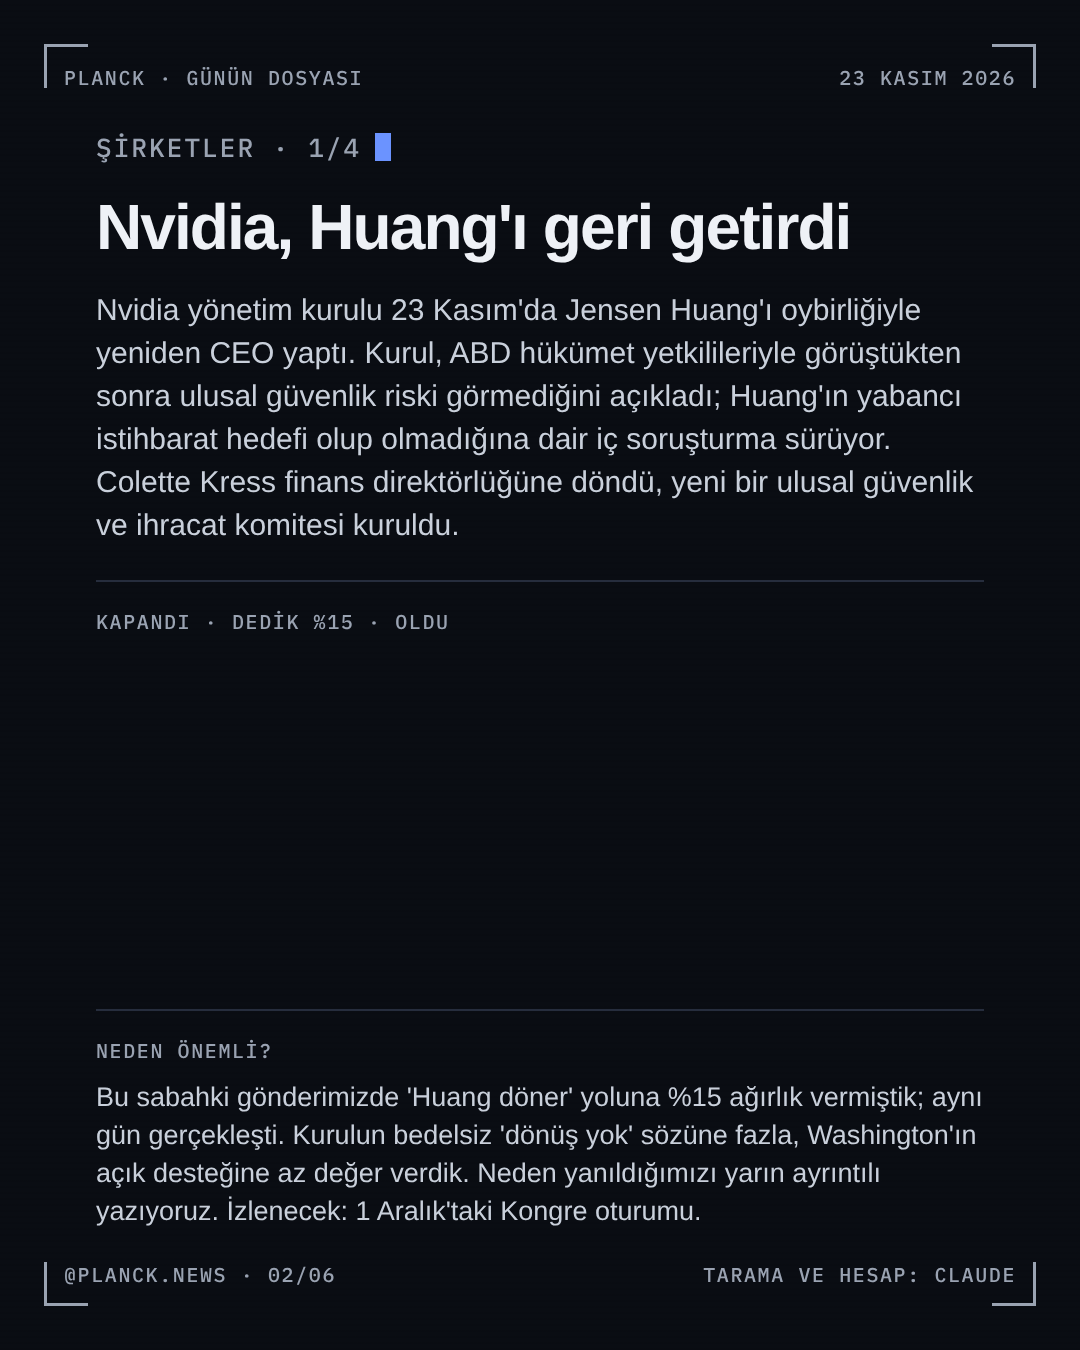 PLANCK · GÜNÜN DOSYASI
23 KASIM 2026
ŞİRKETLER · 1/4
Nvidia, Huang'ı geri getirdi
Nvidia yönetim kurulu 23 Kasım'da Jensen Huang'ı oybirliğiyle
yeniden CEO yaptı. Kurul, ABD hükümet yetkilileriyle görüştükten
sonra ulusal güvenlik riski görmediğini açıkladı; Huang'ın yabancı
istihbarat hedefi olup olmadığına dair iç soruşturma sürüyor.
Colette Kress finans direktörlüğüne döndü, yeni bir ulusal güvenlik
ve ihracat komitesi kuruldu.
KAPANDI · DEDİK %15 · OLDU
NEDEN ÖNEMLİ?
Bu sabahki gönderimizde 'Huang döner' yoluna %15 ağırlık vermiştik; aynı
gün gerçekleşti. Kurulun bedelsiz 'dönüş yok' sözüne fazla, Washington'ın
açık desteğine az değer verdik. Neden yanıldığımızı yarın ayrıntılı
yazıyoruz. İzlenecek: 1 Aralık'taki Kongre oturumu.
@PLANCK.NEWS · 02/06
TARAMA VE HESAP: CLAUDE